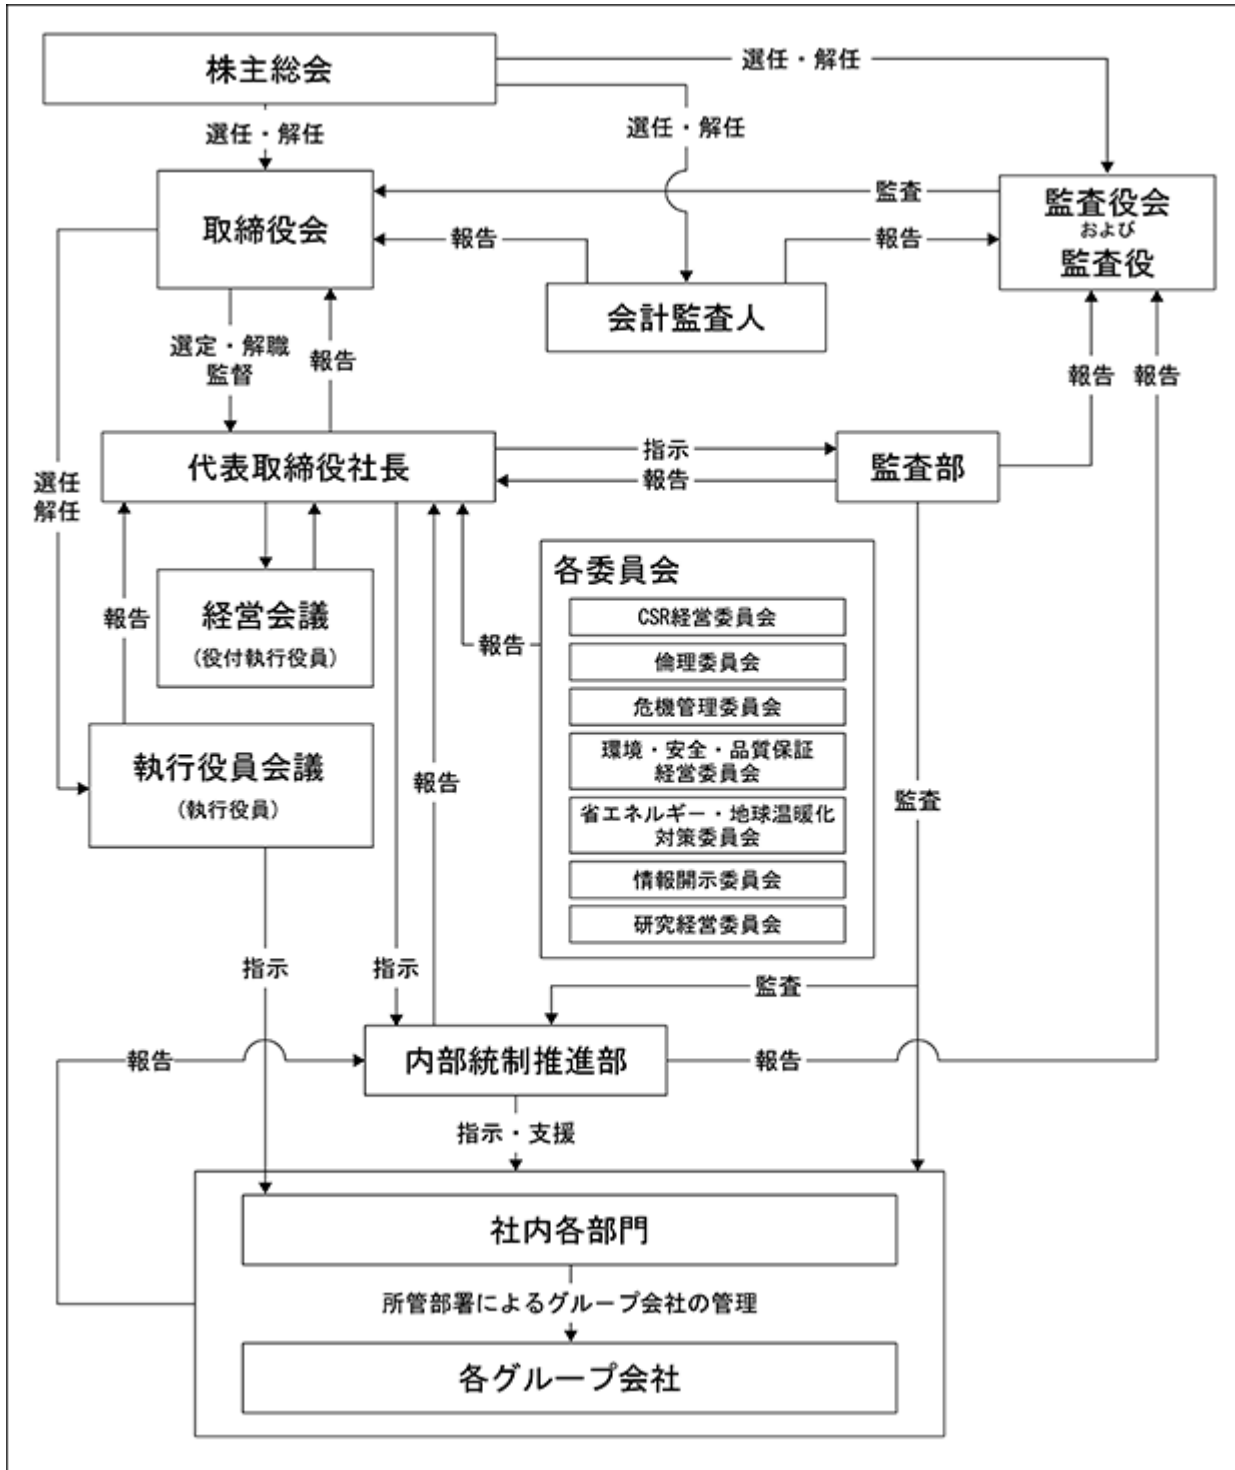 株主総会
選任・解任
選任・解任
選任・解任
取締役会
監査
監査役会
および
監査役
報告
報告
会計監査人
選定・解職
監督
報告
報告
報告
代表取締役社長
指示
報告
監査部
選任
解任
経営会議
(役付執行役員)
報告
報告
各委員会
CSR経営委員会
倫理委員会
危機管理委員会
環境・安全・品質保証
経営委員会
省エネルギー・地球温暖化
対策委員会
情報開示委員会
研究経営委員会
執行役員会議
(執行役員)
報告
監査
指示
指示
監査
報告
内部統制推進部
報告
指示・支援
社内各部門
所管部署によるグループ会社の管理
各グループ会社